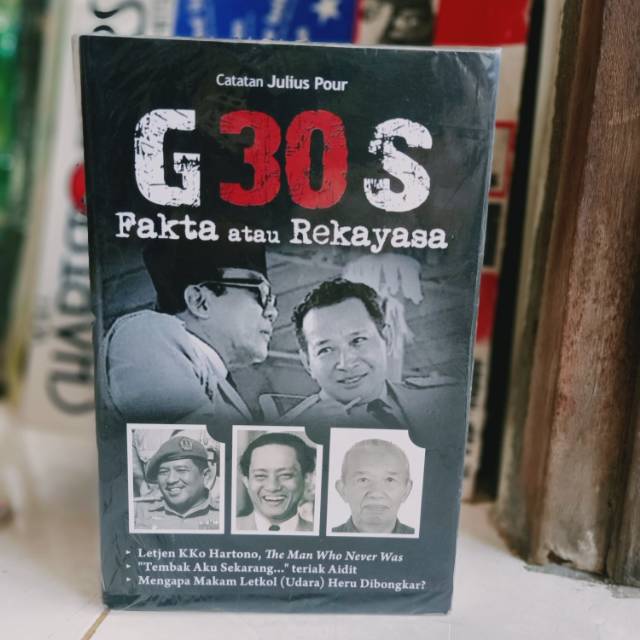 Catatan Julius Pour
G30S
Fakta atau Rekayasa
Letjen KKo Hartono, The Man Who Never Was
"Tembak Aku Sekarang..." teriak Aidit
Mengapa Makam Letkol (Udara) Heru Dibongkar?